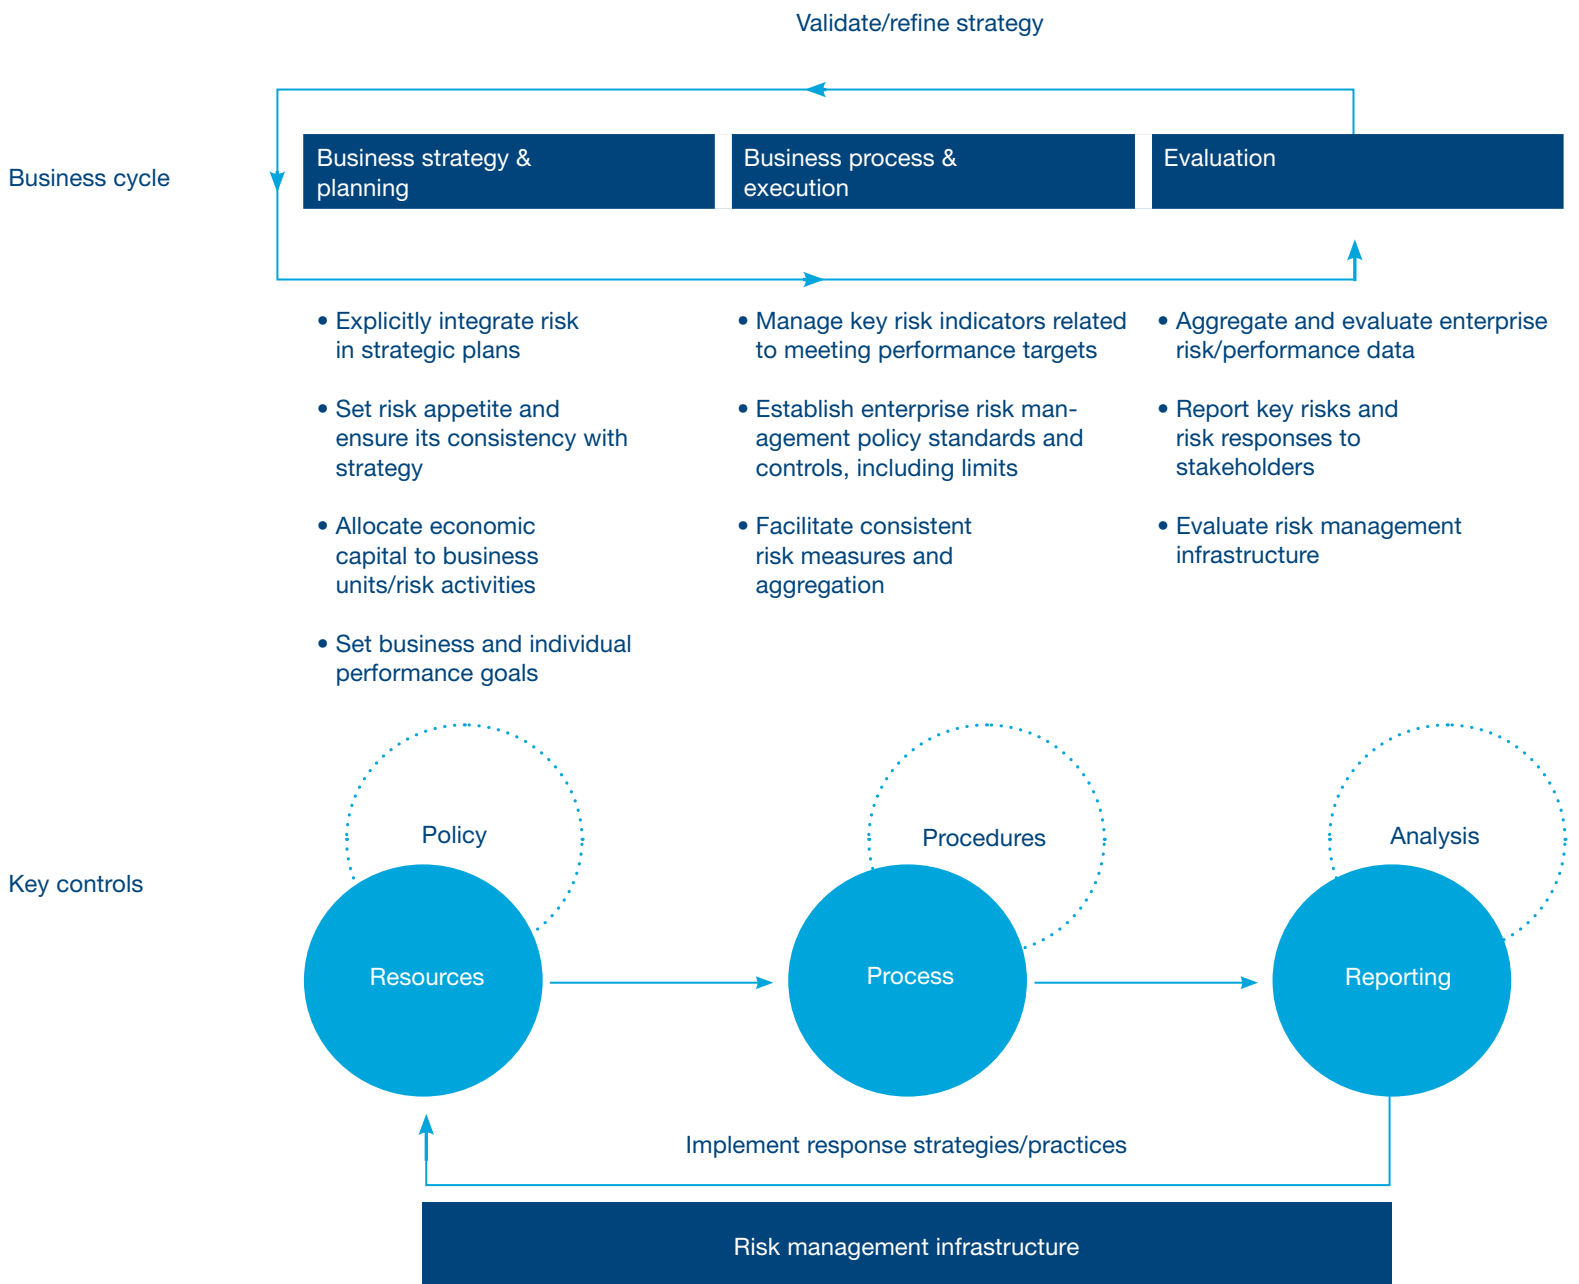 Validate/refine strategy
Business cycle
Business strategy &
planning
Business process &
execution
Evaluation
• Explicitly integrate risk
in strategic plans
• Set risk appetite and
ensure its consistency with
strategy
• Allocate economic
capital to business
units/risk activities
• Set business and individual
performance goals
• Manage key risk indicators related
to meeting performance targets
• Establish enterprise risk man-
agement policy standards and
controls, including limits
• Facilitate consistent
risk measures and
aggregation
• Aggregate and evaluate enterprise
risk/performance data
• Report key risks and
risk responses to
stakeholders
• Evaluate risk management
infrastructure
Key controls
Policy
Resources
Procedures
Process
Analysis
Reporting
Implement response strategies/practices
Risk management infrastructure